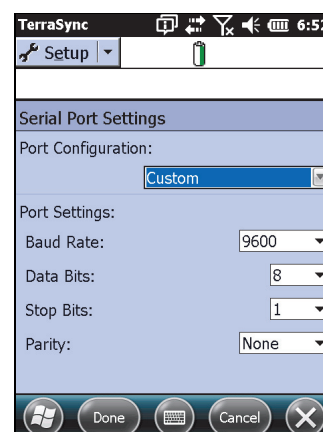 TerraSync 6:52
Setup
Serial Port Settings
Port Configuration:
Custom
Port Settings:
Baud Rate: 9600
Data Bits: 8
Stop Bits: 1
Parity: None
Done Cancel